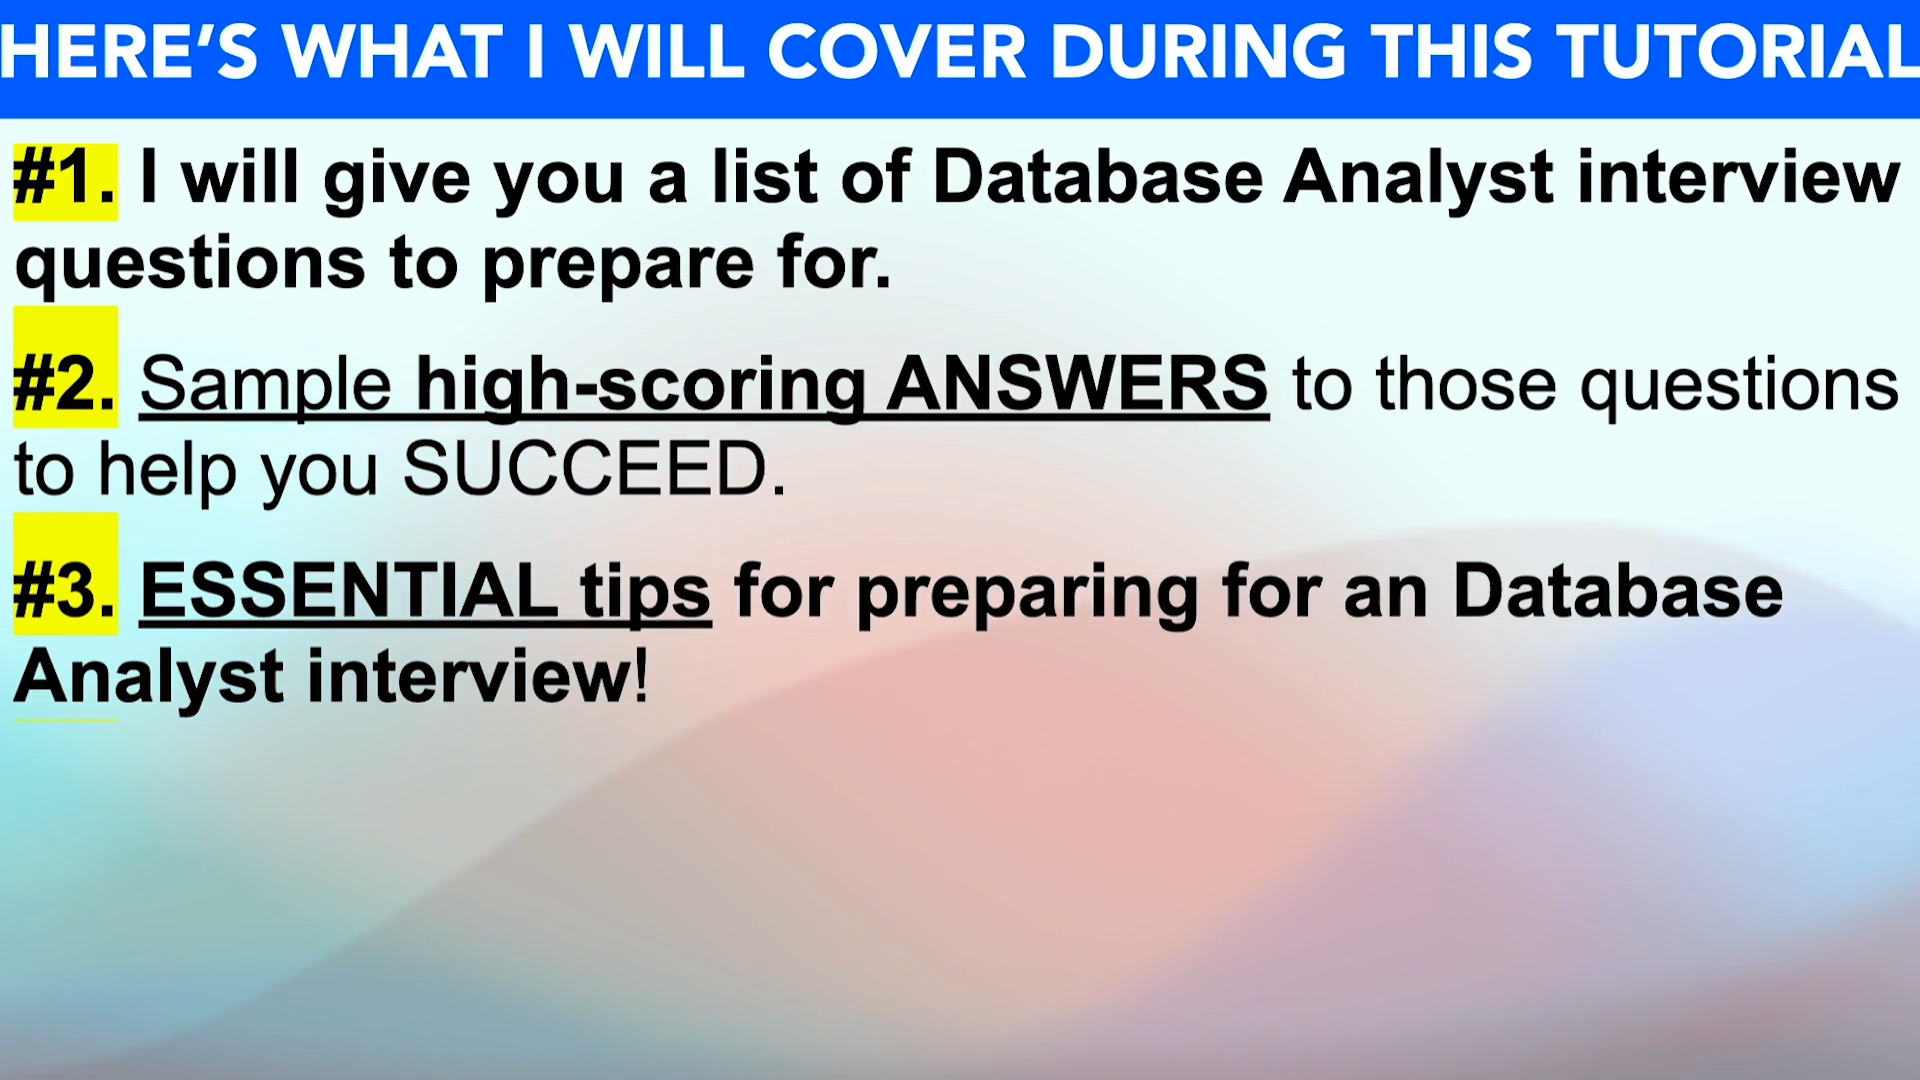 HERE’S WHAT I WILL COVER DURING THIS TUTORIAL
#1. I will give you a list of Database Analyst interview
questions to prepare for.
#2. Sample high-scoring ANSWERS to those questions
to help you SUCCEED.
#3. ESSENTIAL tips for preparing for an Database
Analyst interview!